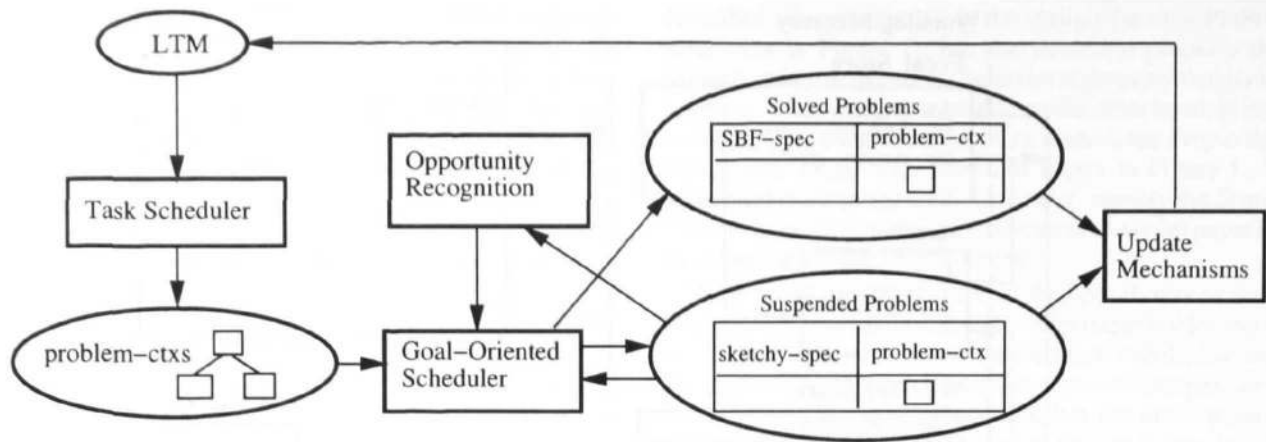 LTM
Task Scheduler
problem-ctxs
Opportunity
Recognition
Goal-Oriented
Scheduler
Solved Problems
SBF-spec problem-ctx
Suspended Problems
sketchy-spec problem-ctx
Update
Mechanisms